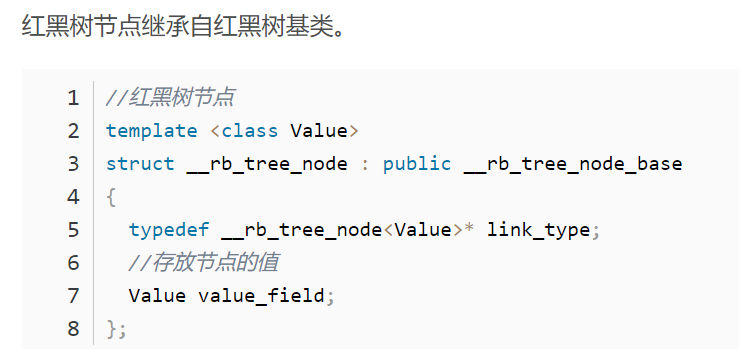 红黑树节点继承自红黑树基类。
1 //红黑树节点
2 template <class Value>
3 struct __rb_tree_node : public __rb_tree_node_base
4 {
5   typedef __rb_tree_node<Value>* link_type;
6   //存放节点的值
7   Value value_field;
8 };